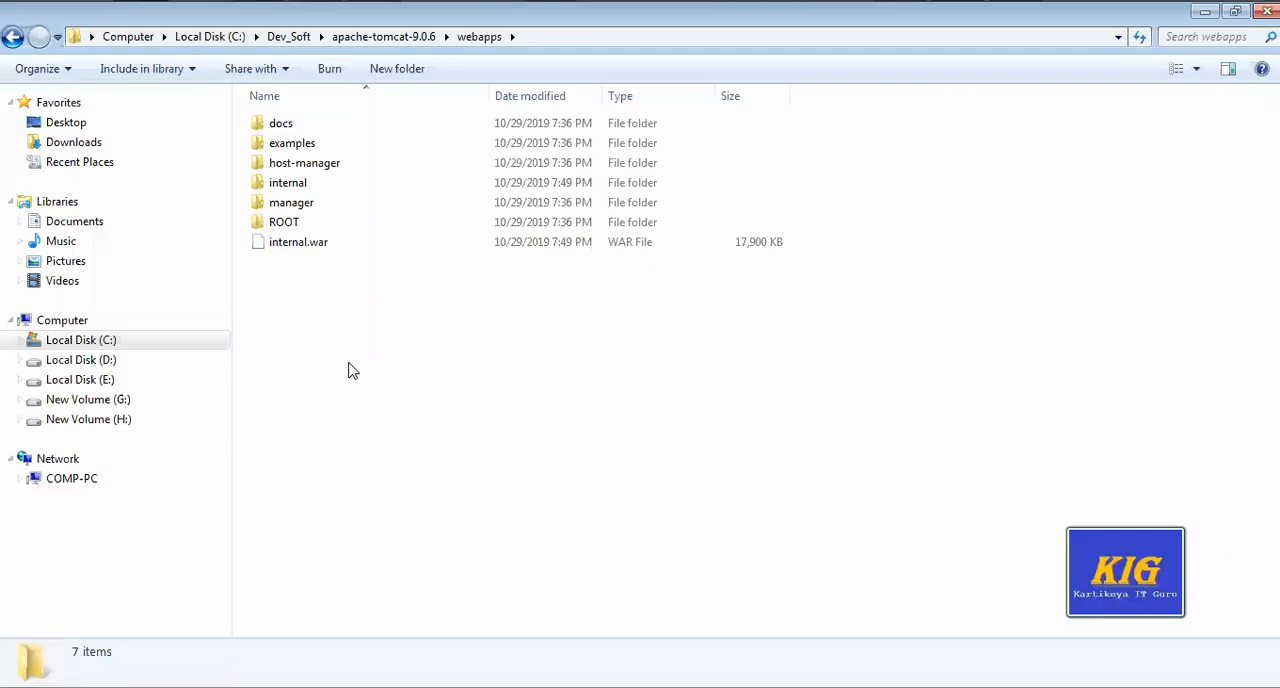 Computer Local Disk (C:) Dev_Soft apache-tomcat-9.0.6 webapps Search webapps
Organize Include in library Share with Burn New folder
Favorites
Desktop
Downloads
Recent Places
Libraries
Documents
Music
Pictures
Videos
Computer
Local Disk (C:)
Local Disk (D:)
Local Disk (E:)
New Volume (G:)
New Volume (H:)
Network
COMP-PC
Name Date modified Type Size
docs 10/29/2019 7:36 PM File folder
examples 10/29/2019 7:36 PM File folder
host-manager 10/29/2019 7:36 PM File folder
internal 10/29/2019 7:49 PM File folder
manager 10/29/2019 7:36 PM File folder
ROOT 10/29/2019 7:36 PM File folder
internal.war 10/29/2019 7:49 PM WAR File 17,900 KB
KIG
Kartikeya IT Guru
7 items